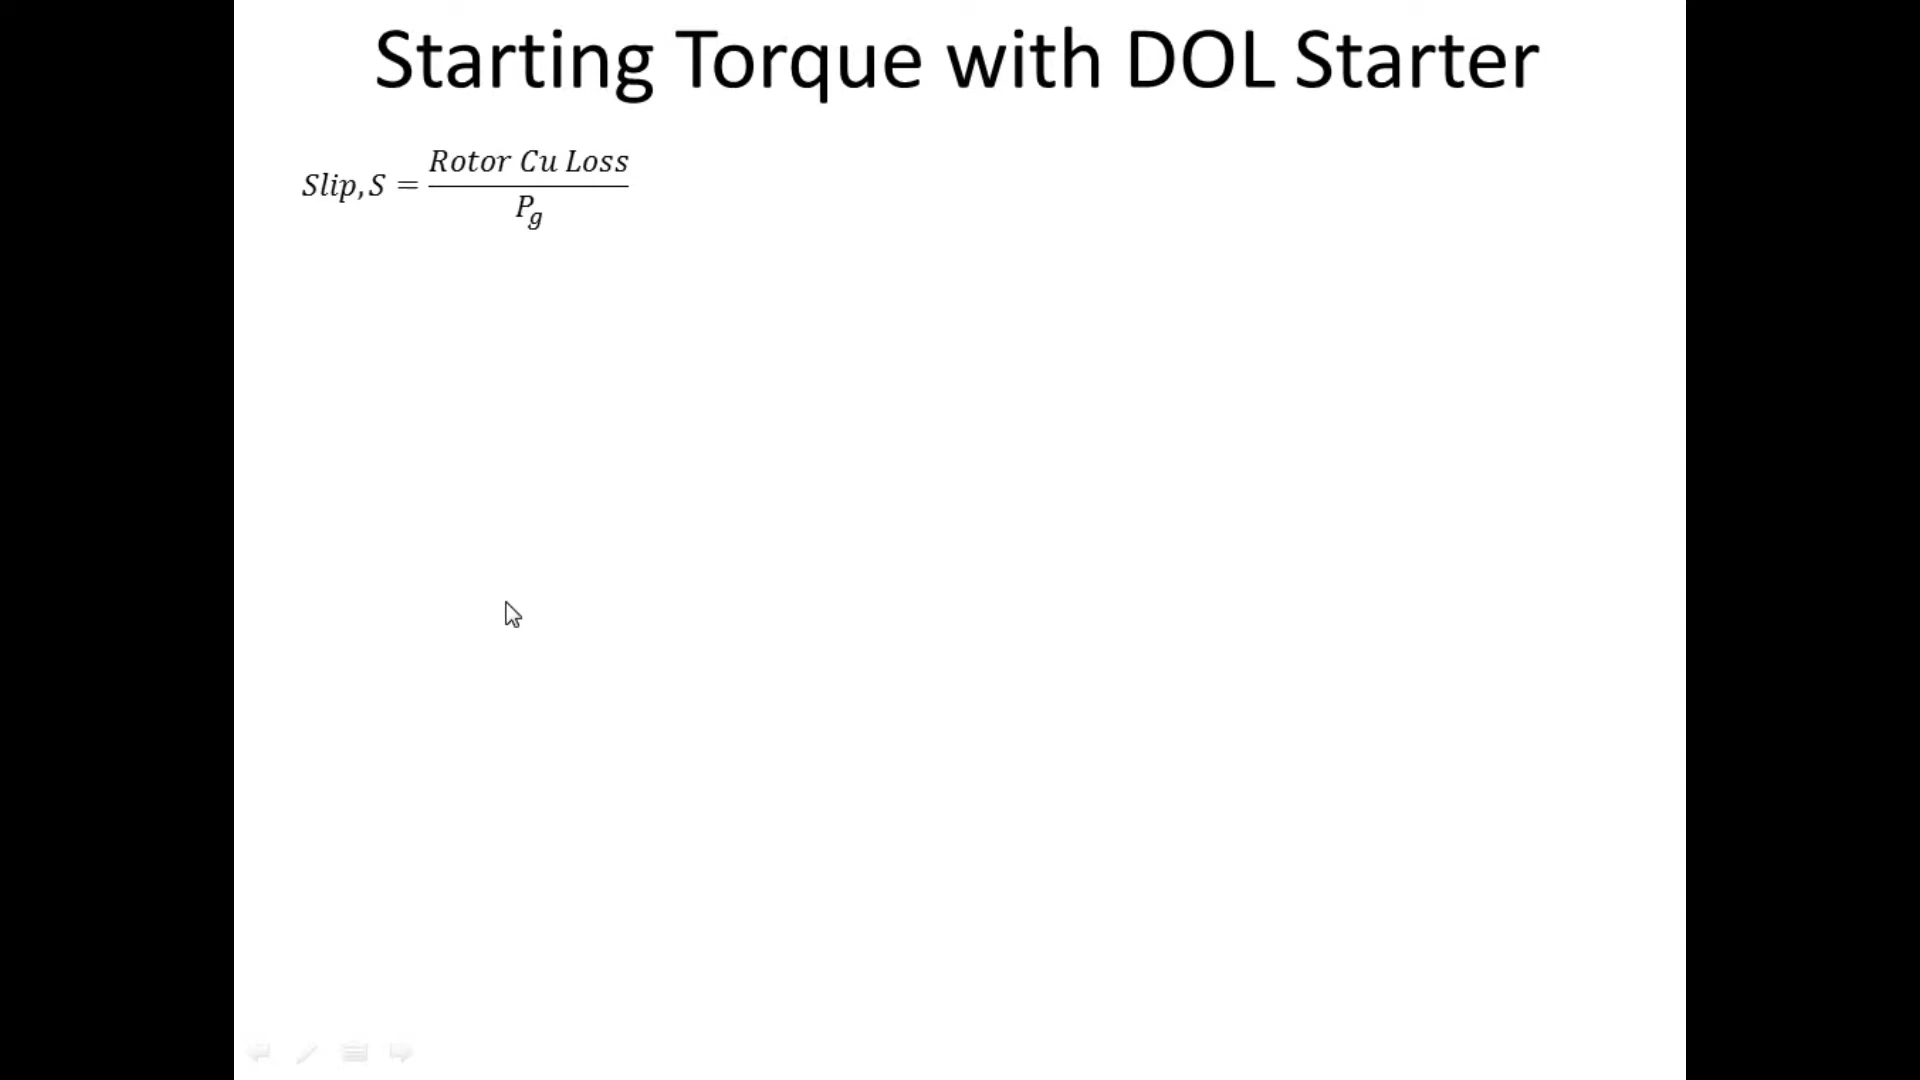 Starting Torque with DOL Starter
Slip, S = Rotor Cu Loss / P_g